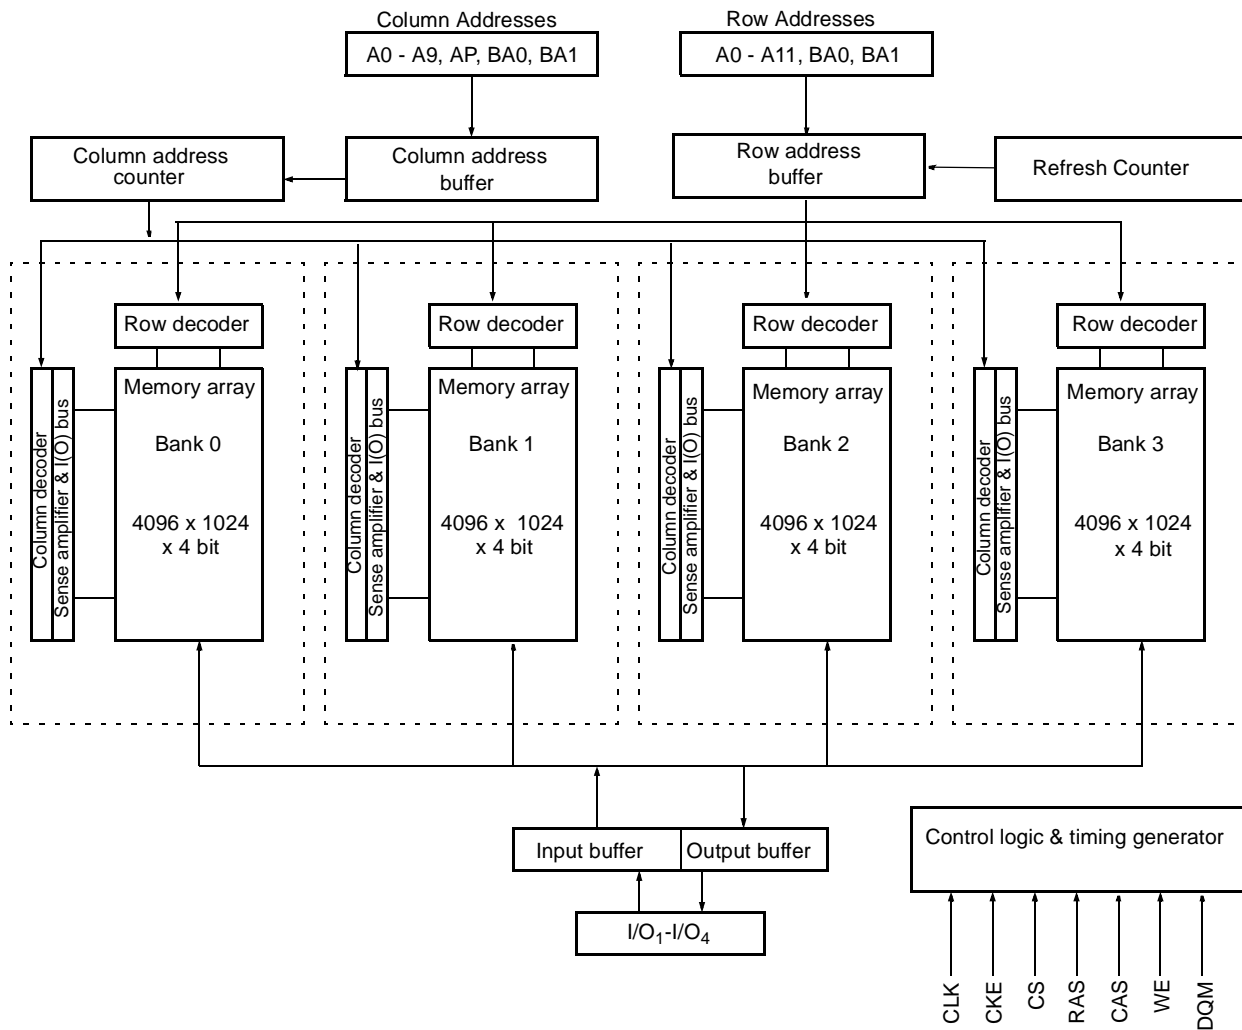 Column Addresses
Row Addresses
A0 - A9, AP, BA0, BA1
A0 - A11, BA0, BA1
Column address
counter
Column address
buffer
Row address
buffer
Refresh Counter
Row decoder
Row decoder
Row decoder
Row decoder
Column decoder
Sense amplifier & I(O) bus
Memory array
Bank 0
4096 x 1024
x 4 bit
Column decoder
Sense amplifier & I(O) bus
Memory array
Bank 1
4096 x 1024
x 4 bit
Column decoder
Sense amplifier & I(O) bus
Memory array
Bank 2
4096 x 1024
x 4 bit
Column decoder
Sense amplifier & I(O) bus
Memory array
Bank 3
4096 x 1024
x 4 bit
Input buffer
Output buffer
I/O₁-I/O₄
Control logic & timing generator
CLK
CKE
CS
RAS
CAS
WE
DQM